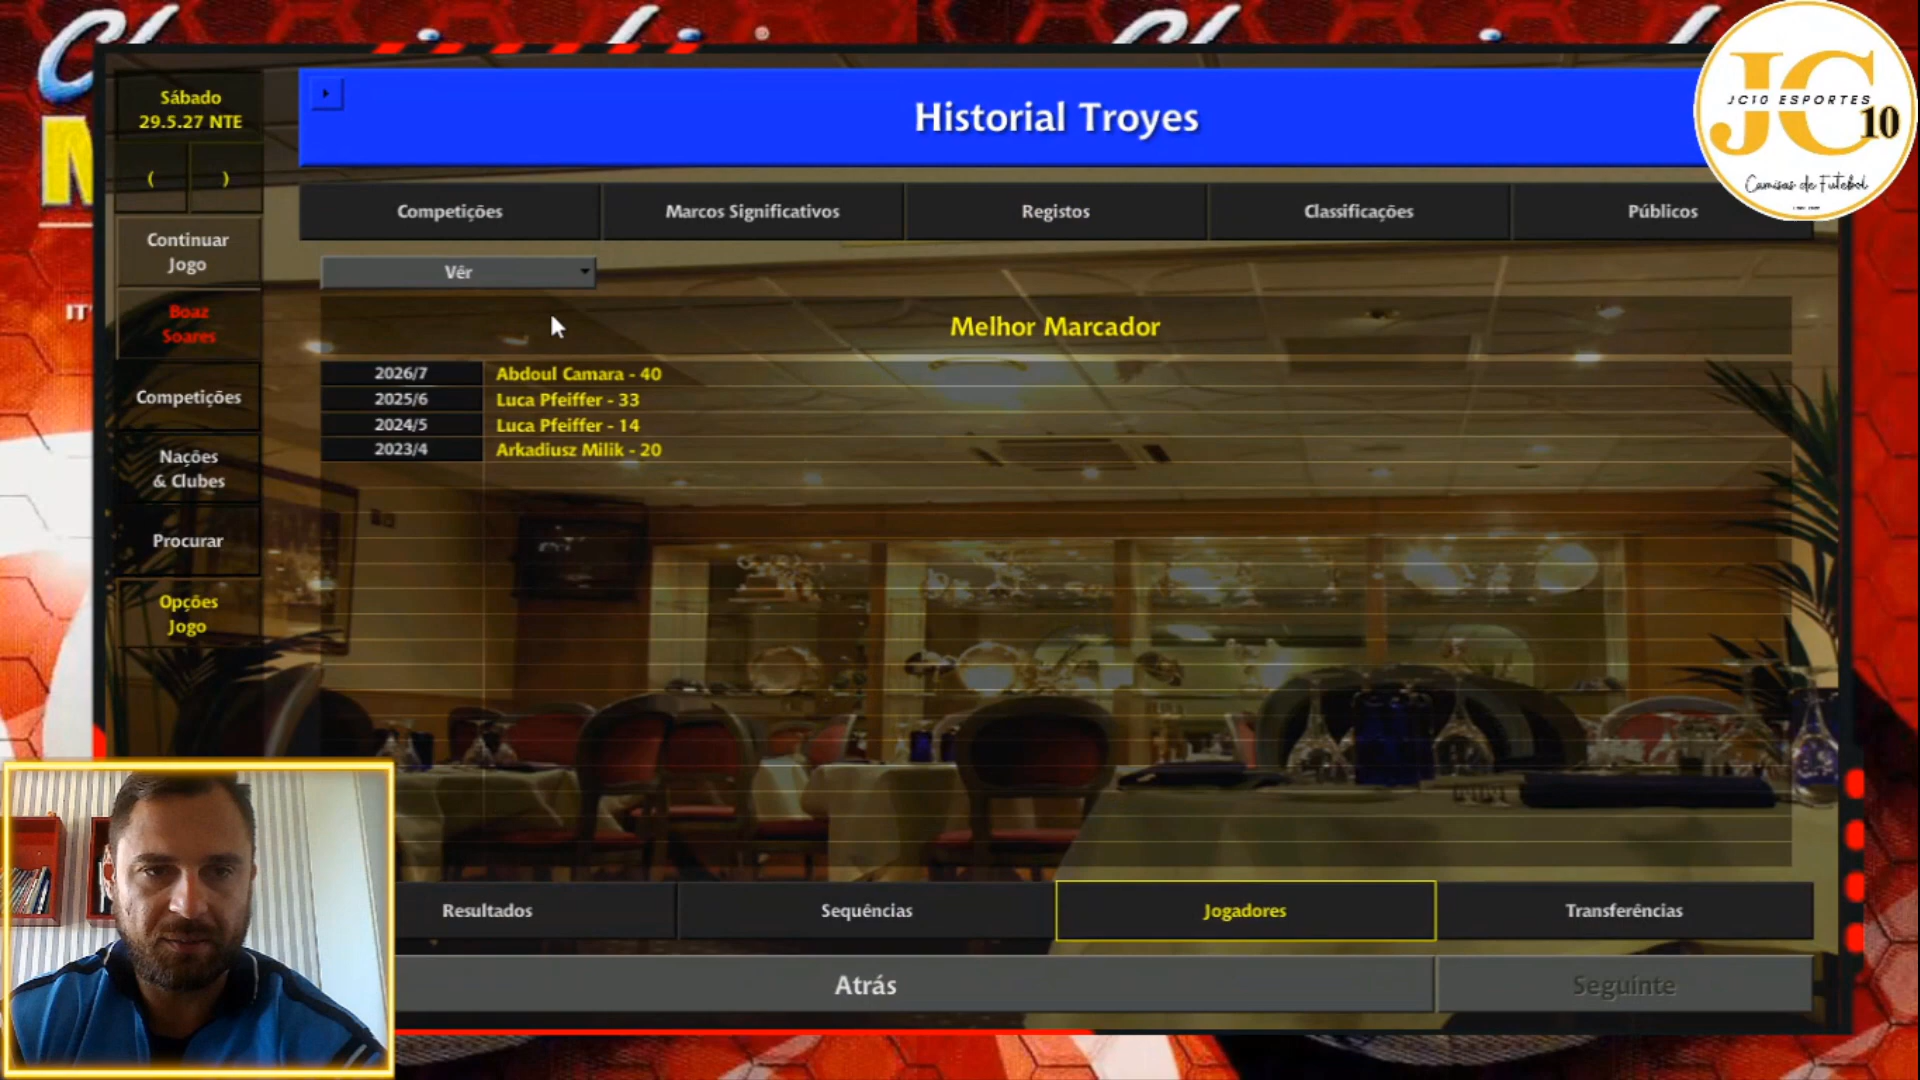 Sábado
29.5.27 NTE
( )
Continuar
Jogo
Boaz
Soares
Competições
Nações
& Clubes
Procurar
Opções
Jogo
Historial Troyes
Competições
Marcos Significativos
Registos
Classificações
Públicos
Vêr
Melhor Marcador
2026/7 Abdoul Camara - 40
2025/6 Luca Pfeiffer - 33
2024/5 Luca Pfeiffer - 14
2023/4 Arkadiusz Milik - 20
Resultados
Sequências
Jogadores
Transferências
Atrás
Seguinte
JC
JC10 ESPORTES
10
Camisas de Futebol